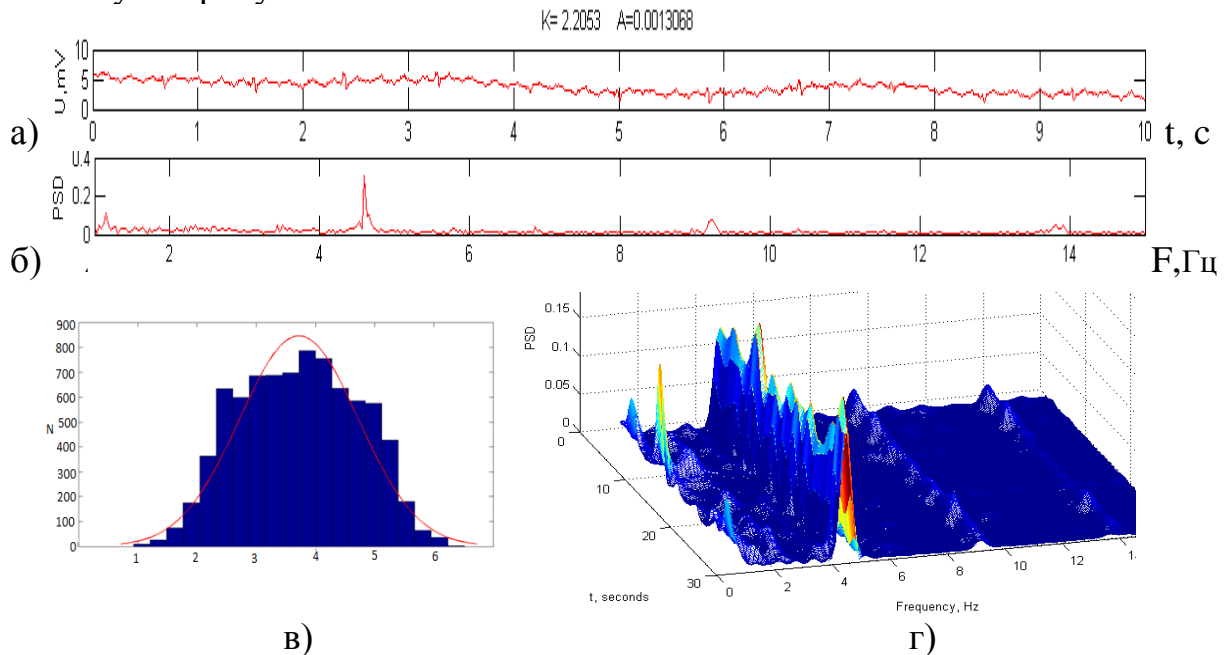 K= 2.2053 A=0.0013068
U,mV
10
5
0
0 1 2 3 4 5 6 7 8 9 10
а) t, с
PSD
0.4
0.2
0
2 4 6 8 10 12 14
б) F,Гц
900
800
700
600
500
400
300
200
100
0
N
1 2 3 4 5 6
в)
PSD
0.15
0.1
0.05
0
0
10
20
30
t, seconds
0 2 4 6 8 10 12
Frequency, Hz
г)